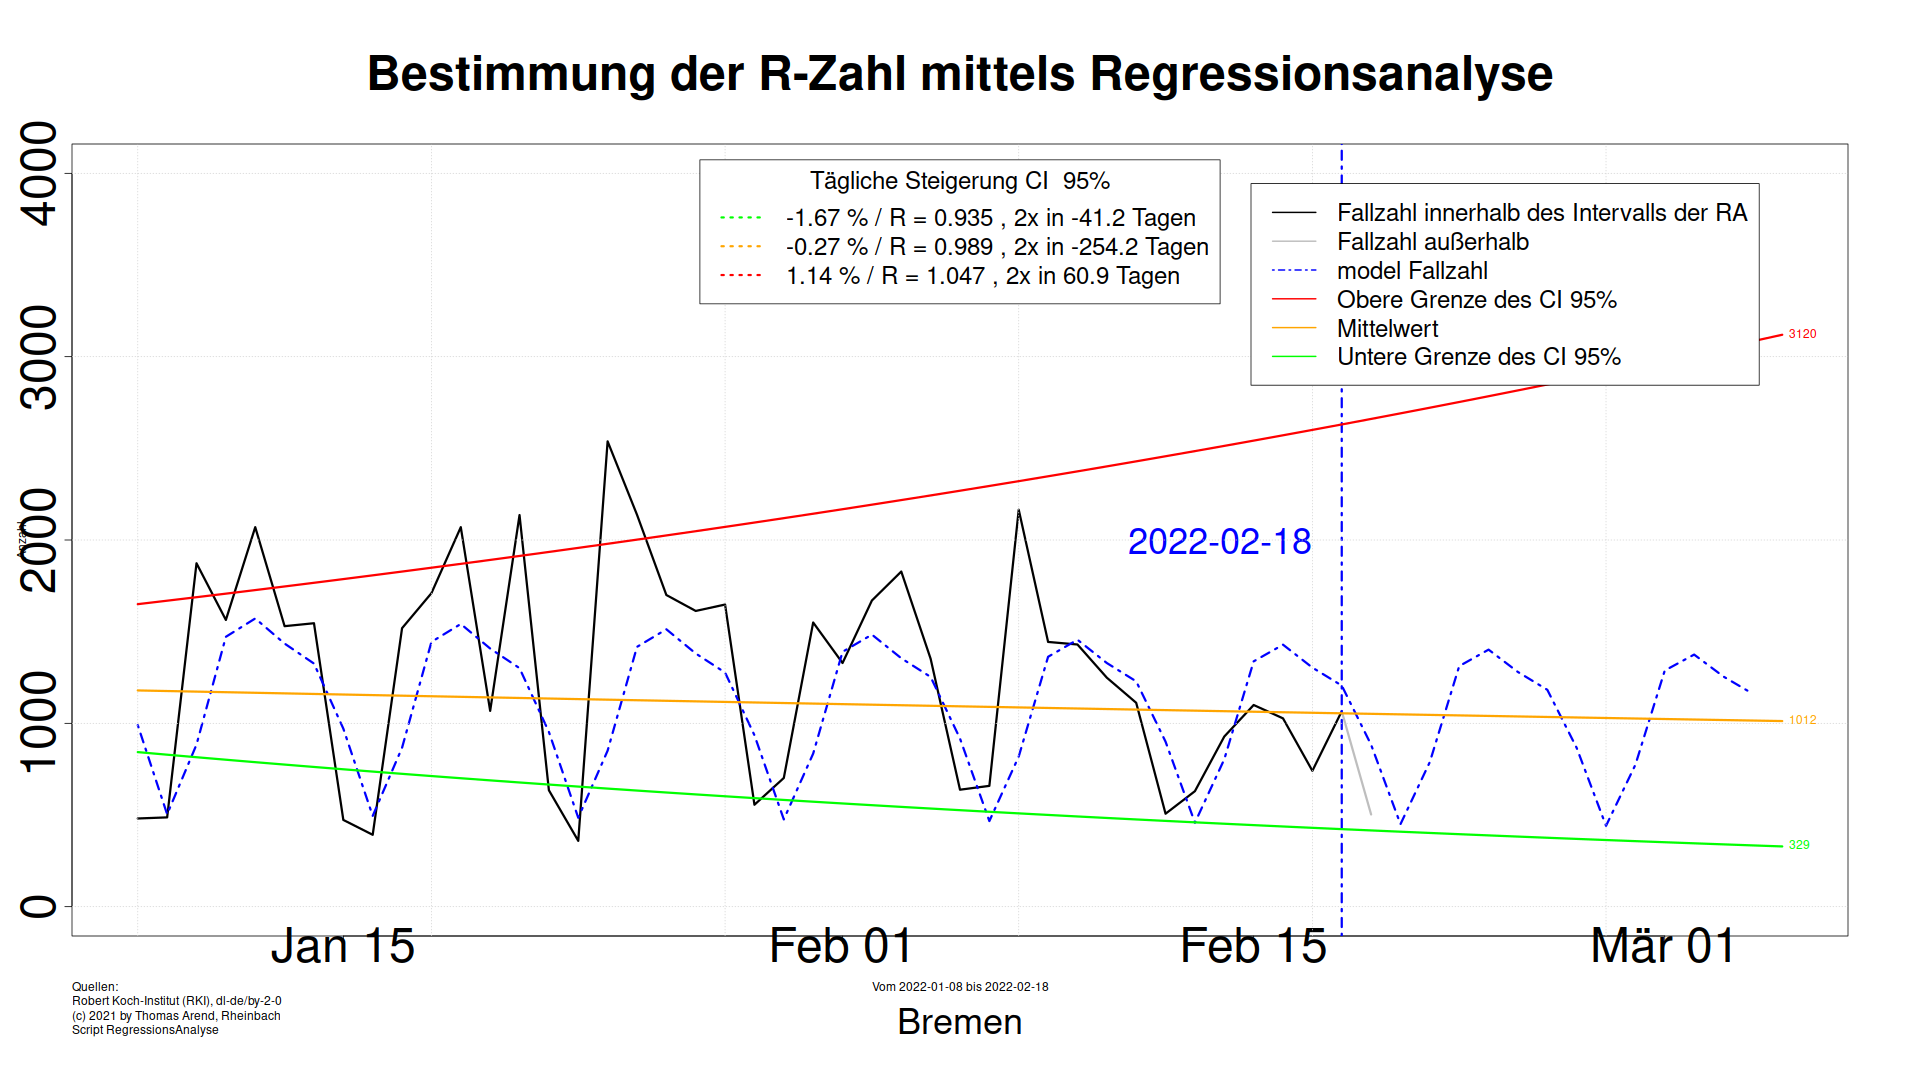 Bestimmung der R-Zahl mittels Regressionsanalyse
4000
3000
2000
1000
0
Anzahl
Tägliche Steigerung CI  95%
-1.67 % / R = 0.935 , 2x in -41.2 Tagen
-0.27 % / R = 0.989 , 2x in -254.2 Tagen
1.14 % / R = 1.047 , 2x in 60.9 Tagen
Fallzahl innerhalb des Intervalls der RA
Fallzahl außerhalb
model Fallzahl
Obere Grenze des CI 95%
Mittelwert
Untere Grenze des CI 95%
3120
2022-02-18
1012
329
Jan 15
Feb 01
Feb 15
Mär 01
Quellen:
Robert Koch-Institut (RKI), dl-de/by-2-0
(c) 2021 by Thomas Arend, Rheinbach
Script RegressionsAnalyse
Vom 2022-01-08 bis 2022-02-18
Bremen